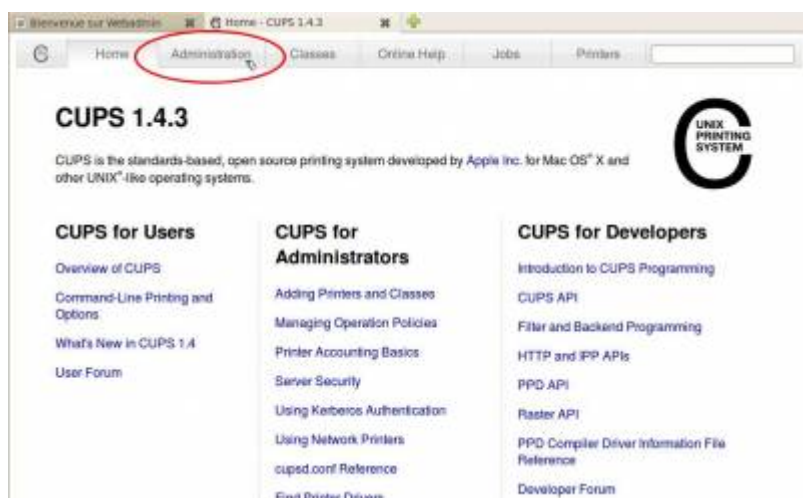 Bienvenue sur Webadmin
Home - CUPS 1.4.3
Home
Administration
Classes
Online Help
Jobs
Printers
CUPS 1.4.3
CUPS is the standards-based, open source printing system developed by Apple Inc. for Mac OS® X and
other UNIX®-like operating systems.
UNIX
PRINTING
SYSTEM
CUPS for Users
Overview of CUPS
Command-Line Printing and
Options
What's New in CUPS 1.4
User Forum
CUPS for
Administrators
Adding Printers and Classes
Managing Operation Policies
Printer Accounting Basics
Server Security
Using Kerberos Authentication
Using Network Printers
cupsd.conf Reference
Find Printer Drivers
CUPS for Developers
Introduction to CUPS Programming
CUPS API
Filter and Backend Programming
HTTP and IPP APIs
PPD API
Raster API
PPD Compiler Driver Information File
Reference
Developer Forum